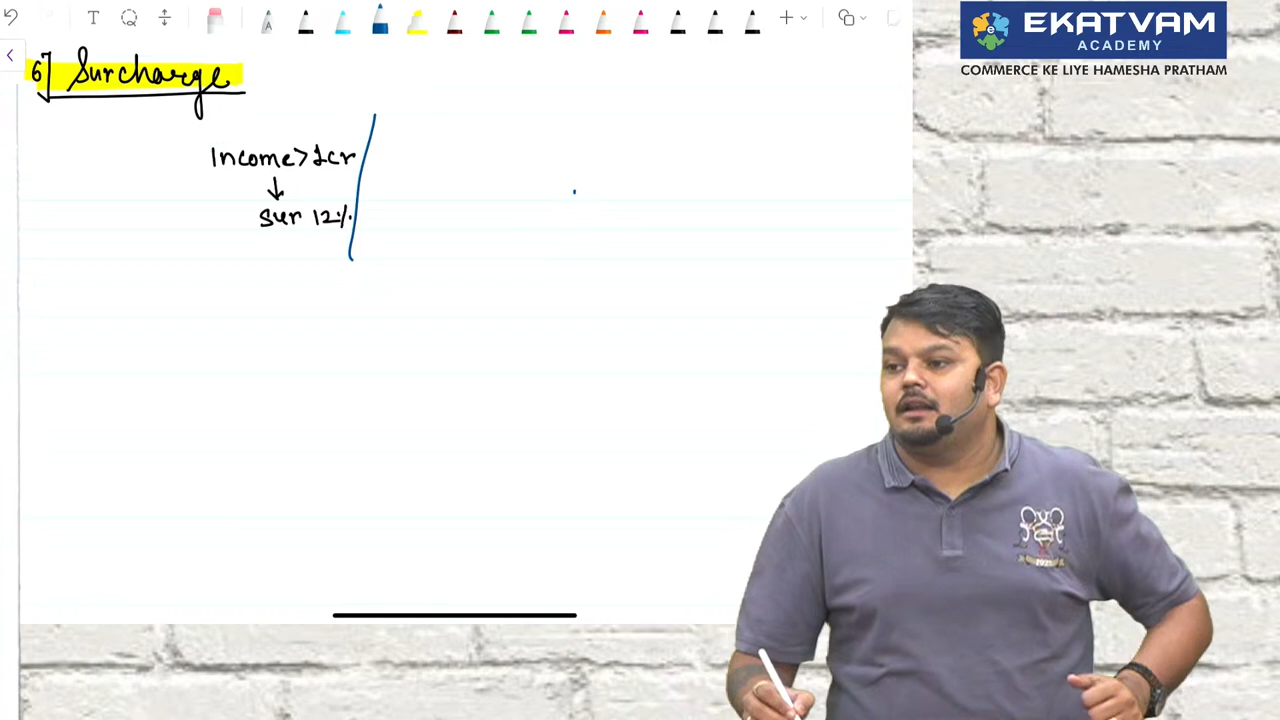 EKATVAM
ACADEMY
COMMERCE KE LIYE HAMESHA PRATHAM
6] Surcharge
Income > 1cr
↓
Sur 12%